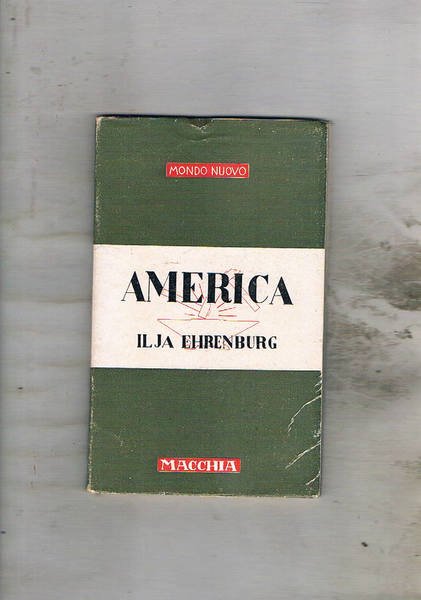 MONDO NUOVO
AMERICA
ILJA EHRENBURG
MACCHIA